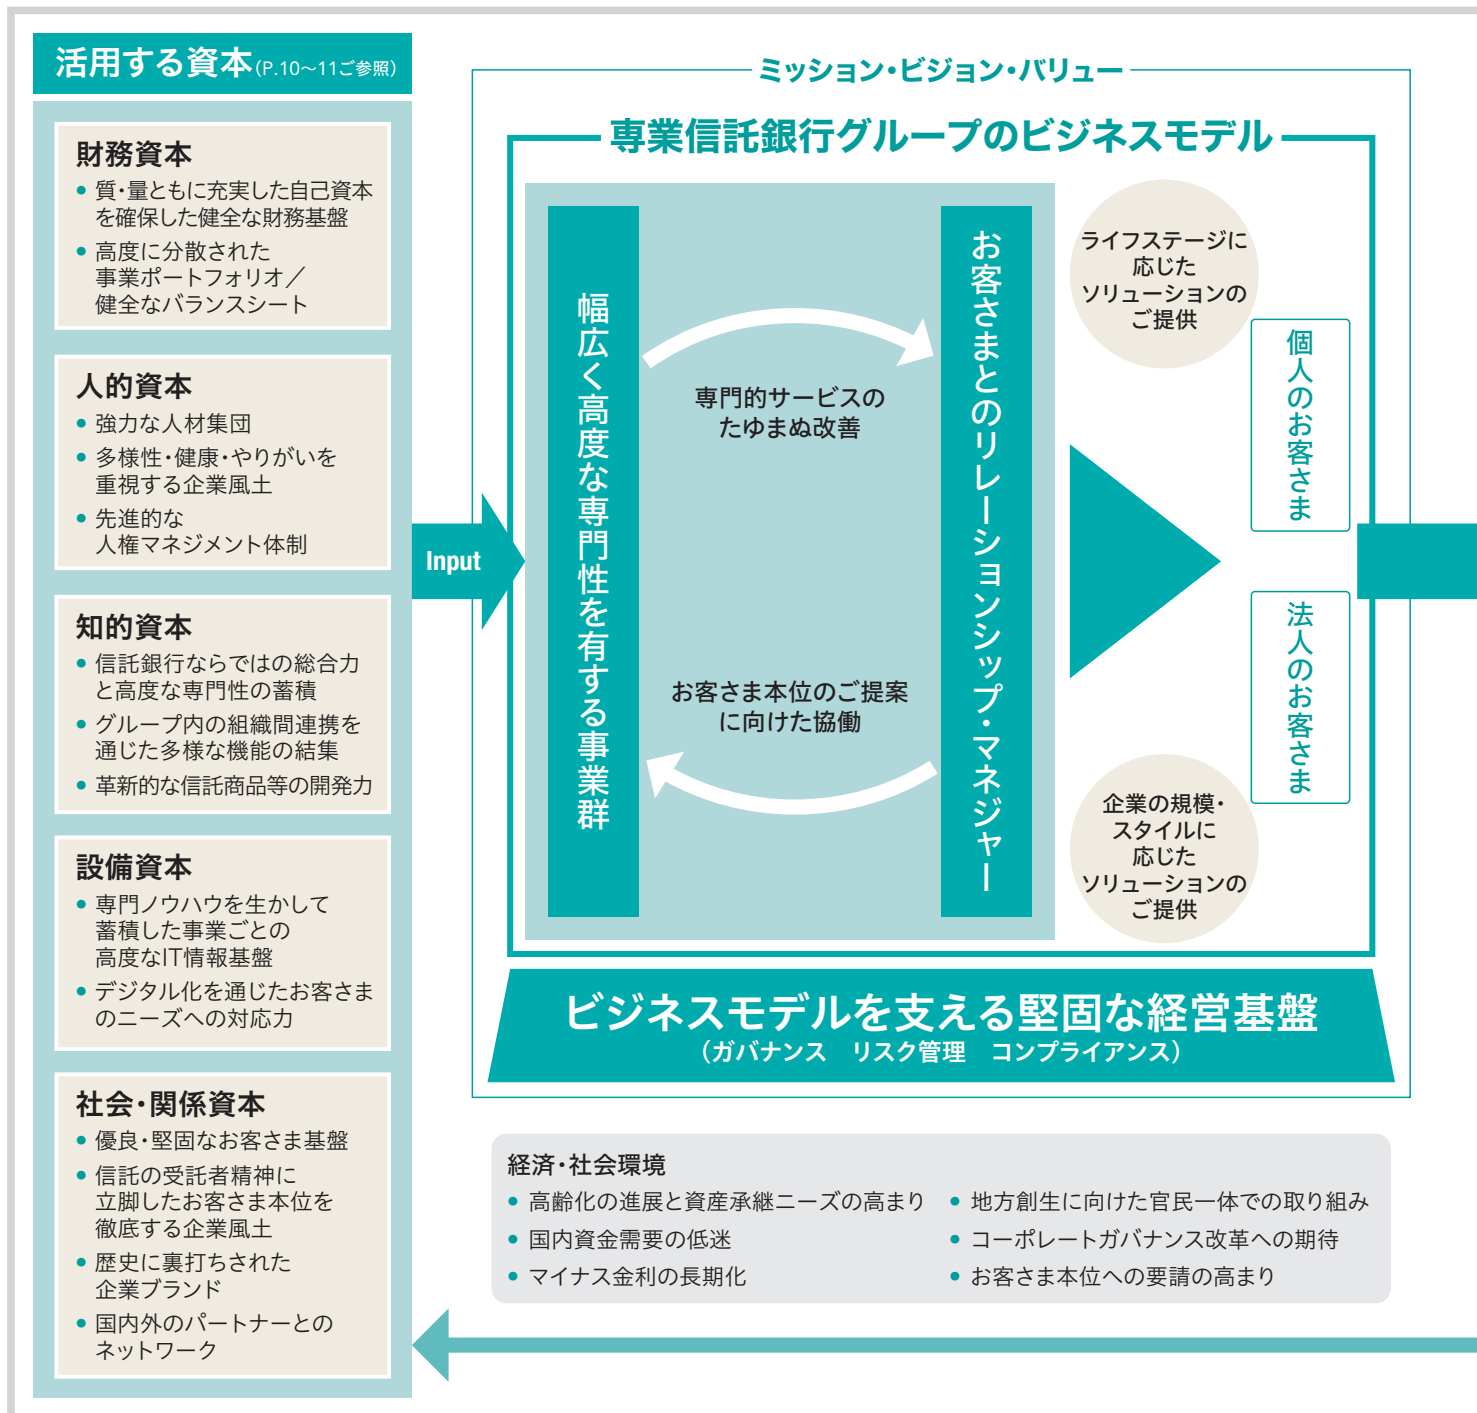 活用する資本(P.10～11ご参照)
財務資本
• 質・量ともに充実した自己資本
を確保した健全な財務基盤
• 高度に分散された
事業ポートフォリオ／
健全なバランスシート
人的資本
• 強力な人材集団
• 多様性・健康・やりがいを
重視する企業風土
• 先進的な
人権マネジメント体制
知的資本
• 信託銀行ならではの総合力
と高度な専門性の蓄積
• グループ内の組織間連携を
通じた多様な機能の結集
• 革新的な信託商品等の開発力
設備資本
• 専門ノウハウを生かして
蓄積した事業ごとの
高度なIT情報基盤
• デジタル化を通じたお客さま
のニーズへの対応力
社会・関係資本
• 優良・堅固なお客さま基盤
• 信託の受託者精神に
立脚したお客さま本位を
徹底する企業風土
• 歴史に裏打ちされた
企業ブランド
• 国内外のパートナーとの
ネットワーク
Input
ミッション・ビジョン・バリュー
専業信託銀行グループのビジネスモデル
幅広く高度な専門性を有する事業群
専門的サービスの
たゆまぬ改善
お客さま本位のご提案
に向けた協働
お客さまとのリレーションシップ・マネジャー
ライフステージに
応じた
ソリューションの
ご提供
個人のお客さま
法人のお客さま
企業の規模・
スタイルに
応じた
ソリューションの
ご提供
ビジネスモデルを支える堅固な経営基盤
（ガバナンス　リスク管理　コンプライアンス）
経済・社会環境
• 高齢化の進展と資産承継ニーズの高まり
• 国内資金需要の低迷
• マイナス金利の長期化
• 地方創生に向けた官民一体での取り組み
• コーポレートガバナンス改革への期待
• お客さま本位への要請の高まり